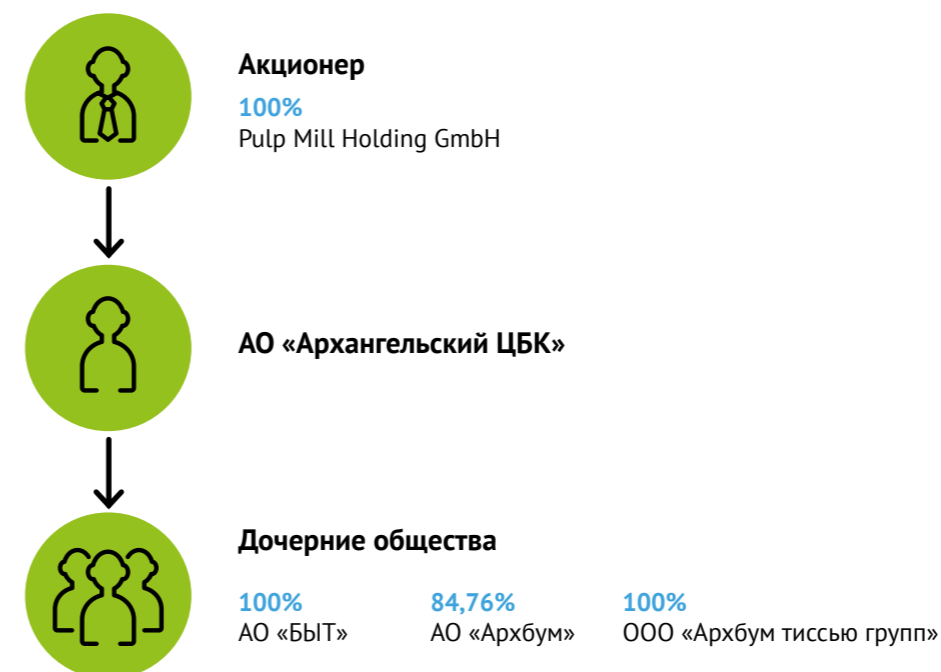 Акционер
100%
Pulp Mill Holding GmbH
АО «Архангельский ЦБК»
Дочерние общества
100% 84,76% 100%
АО «БЫТ» АО «Архбум» ООО «Архбум тиссью групп»